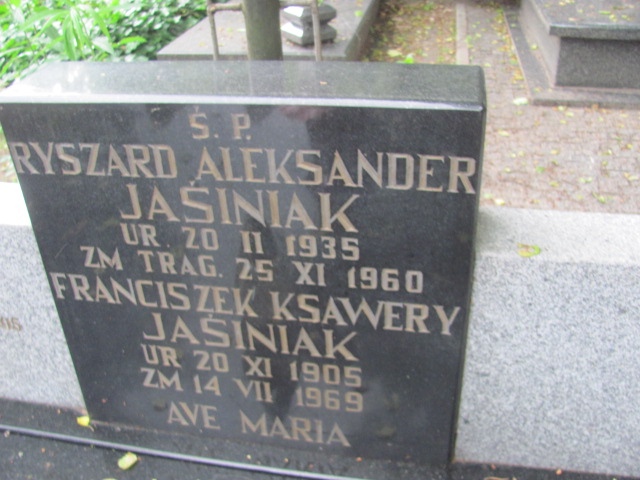 Ś. P.
RYSZARD ALEKSANDER
JAŚINIAK
UR. 20 II 1935
ZM TRAG. 25 XI 1960
FRANCISZEK KSAWERY
JAŚINIAK
UR 20 XI 1905
ZM 14 VII 1969
AVE MARIA